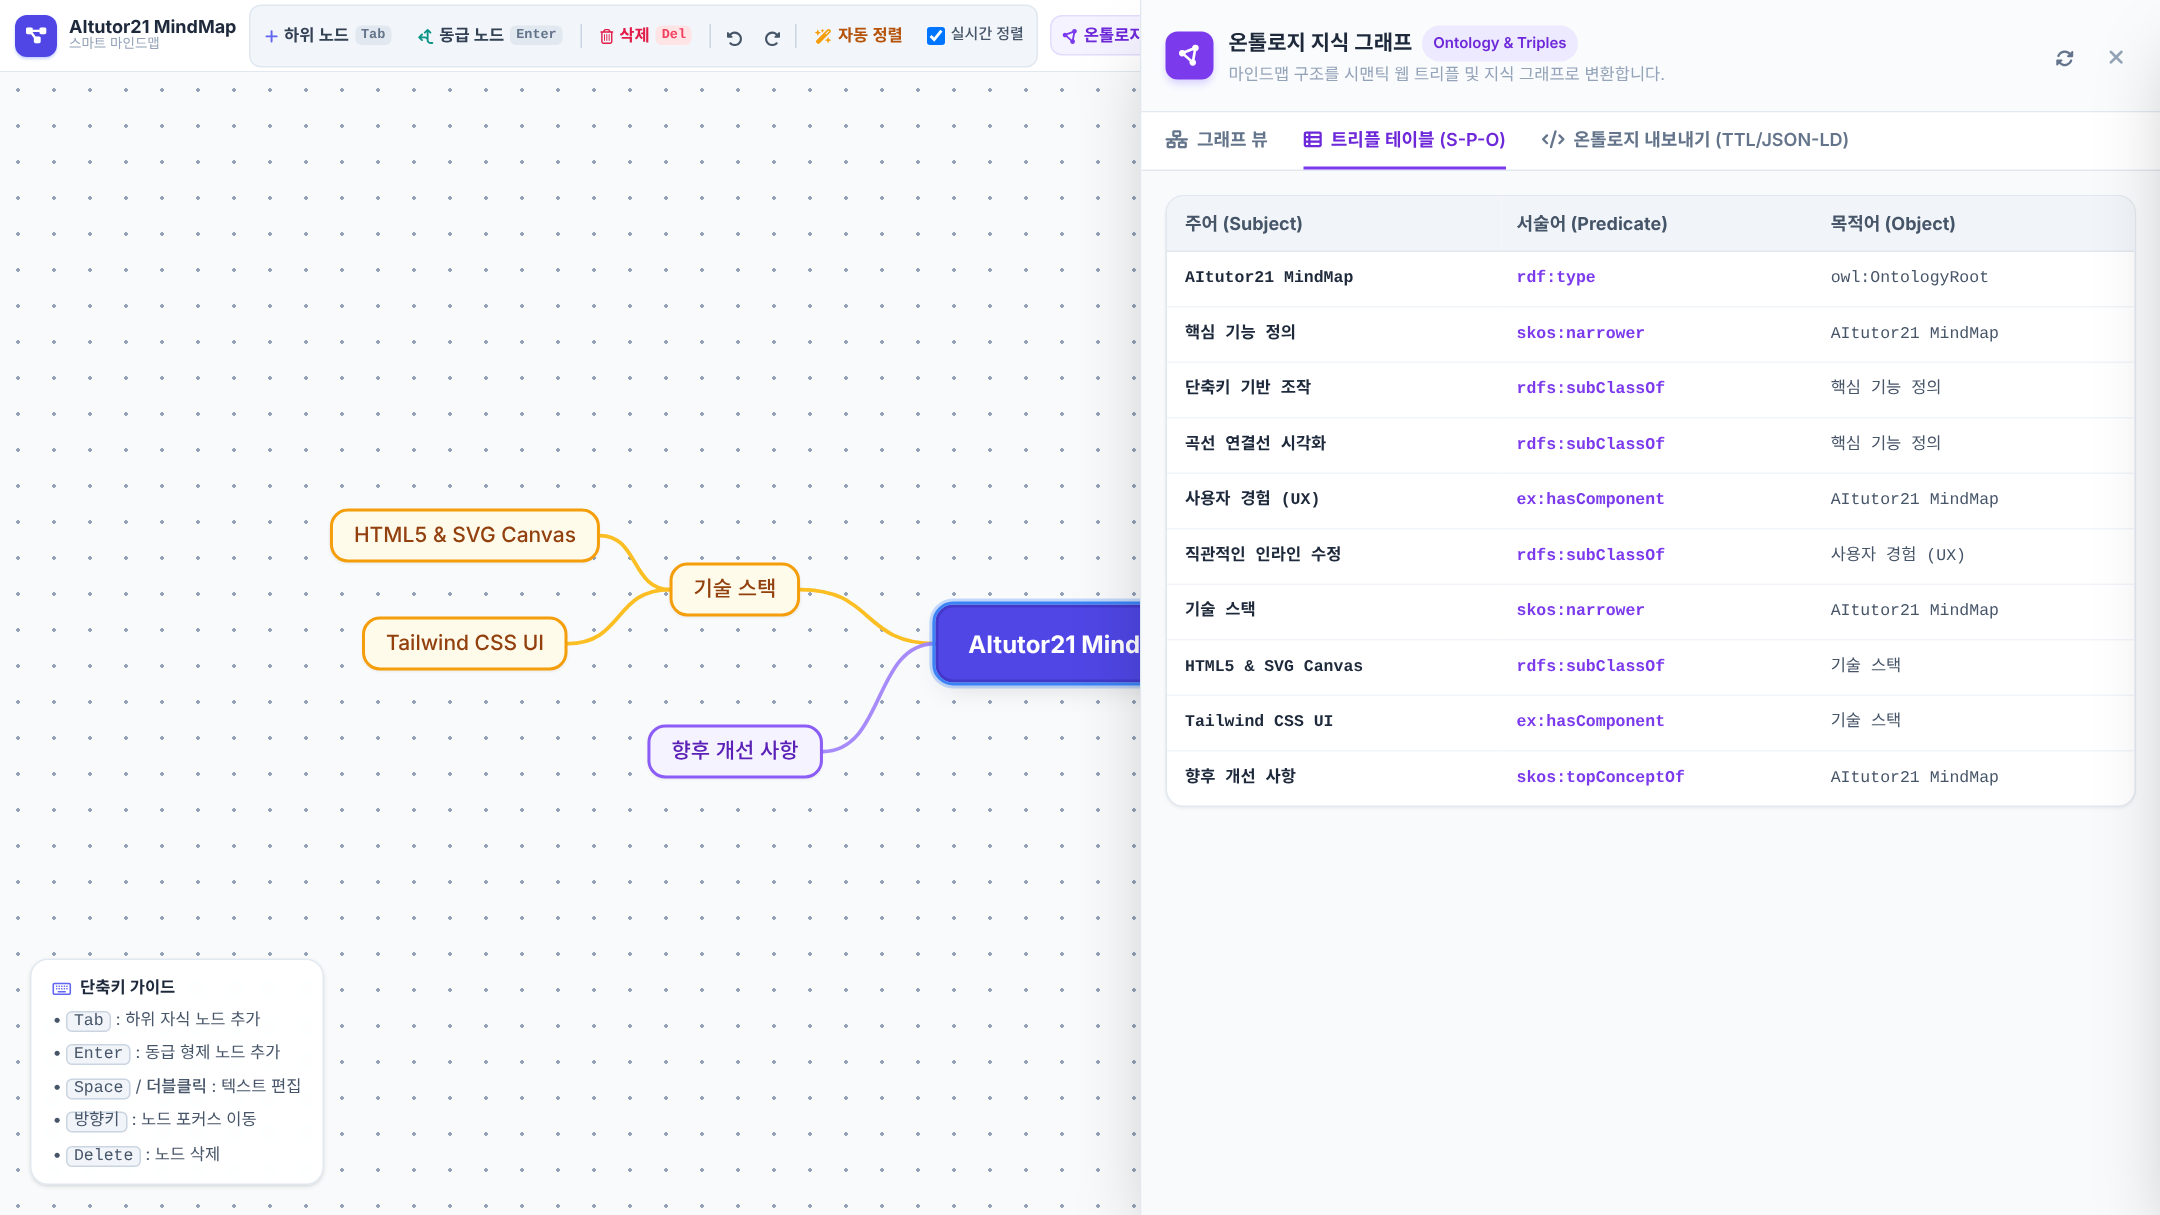 AItutor21 MindMap
스마트 마인드맵
+ 하위 노드 Tab
동급 노드 Enter
삭제 Del
자동 정렬
실시간 정렬
온톨로지
온톨로지 지식 그래프 Ontology & Triples
마인드맵 구조를 시맨틱 웹 트리플 및 지식 그래프로 변환합니다.
그래프 뷰
트리플 테이블 (S-P-O)
</> 온톨로지 내보내기 (TTL/JSON-LD)
주어 (Subject) 서술어 (Predicate) 목적어 (Object)
AItutor21 MindMap rdf:type owl:OntologyRoot
핵심 기능 정의 skos:narrower AItutor21 MindMap
단축키 기반 조작 rdfs:subClassOf 핵심 기능 정의
곡선 연결선 시각화 rdfs:subClassOf 핵심 기능 정의
사용자 경험 (UX) ex:hasComponent AItutor21 MindMap
직관적인 인라인 수정 rdfs:subClassOf 사용자 경험 (UX)
기술 스택 skos:narrower AItutor21 MindMap
HTML5 & SVG Canvas rdfs:subClassOf 기술 스택
Tailwind CSS UI ex:hasComponent 기술 스택
향후 개선 사항 skos:topConceptOf AItutor21 MindMap
HTML5 & SVG Canvas
기술 스택
Tailwind CSS UI
AItutor21 Mind
향후 개선 사항
단축키 가이드
• Tab : 하위 자식 노드 추가
• Enter : 동급 형제 노드 추가
• Space / 더블클릭 : 텍스트 편집
• 방향키 : 노드 포커스 이동
• Delete : 노드 삭제